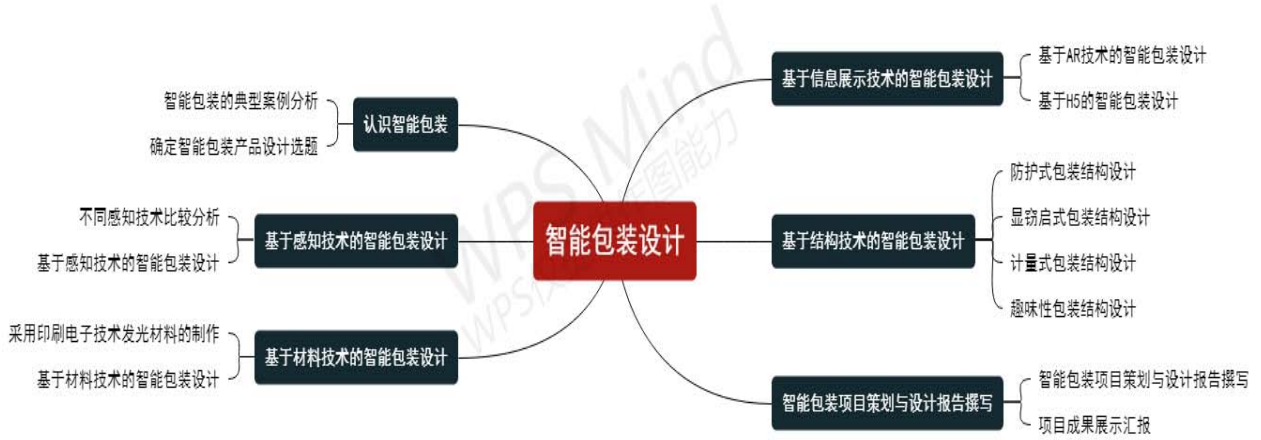 智能包装设计
认识智能包装
智能包装的典型案例分析
确定智能包装产品设计选题
基于感知技术的智能包装设计
不同感知技术比较分析
基于感知技术的智能包装设计
基于材料技术的智能包装设计
采用印刷电子技术发光材料的制作
基于材料技术的智能包装设计
基于信息展示技术的智能包装设计
基于AR技术的智能包装设计
基于H5的智能包装设计
基于结构技术的智能包装设计
防护式包装结构设计
显窃启式包装结构设计
计量式包装结构设计
趣味性包装结构设计
智能包装项目策划与设计报告撰写
智能包装项目策划与设计报告撰写
项目成果展示汇报
WPS Mind